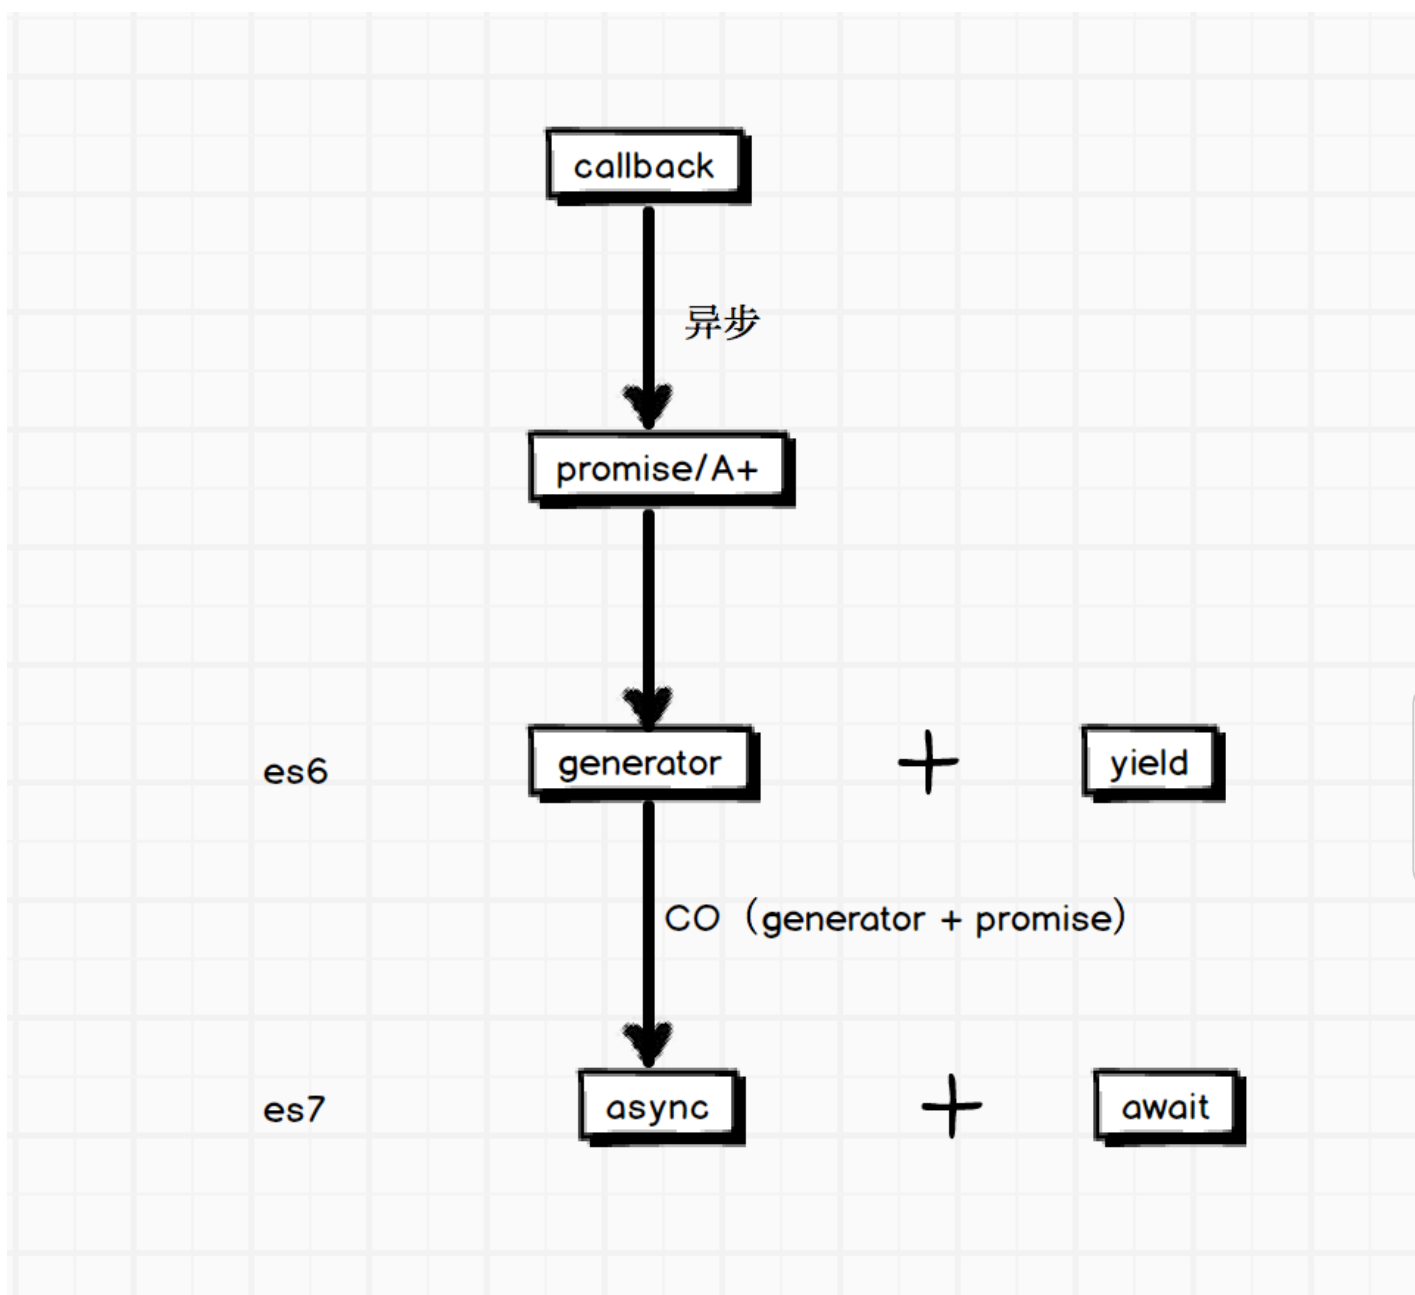 callback
异步
promise/A+
es6 generator + yield
CO（generator + promise）
es7 async + await